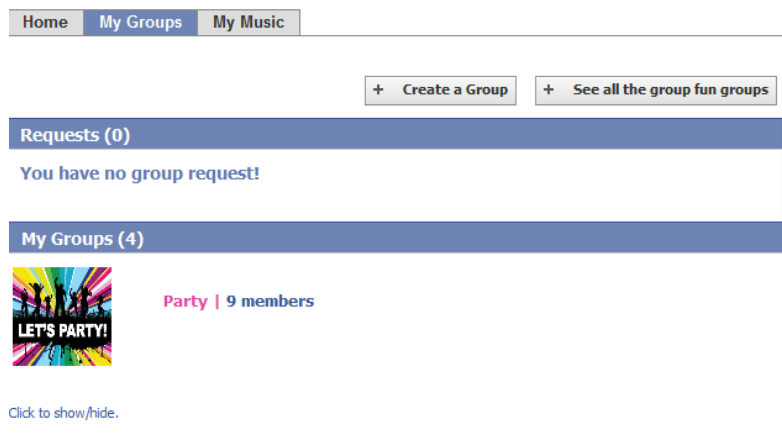 Home My Groups My Music
+ Create a Group + See all the group fun groups
Requests (0)
You have no group request!
My Groups (4)
LET'S PARTY!
Party | 9 members
Click to show/hide.